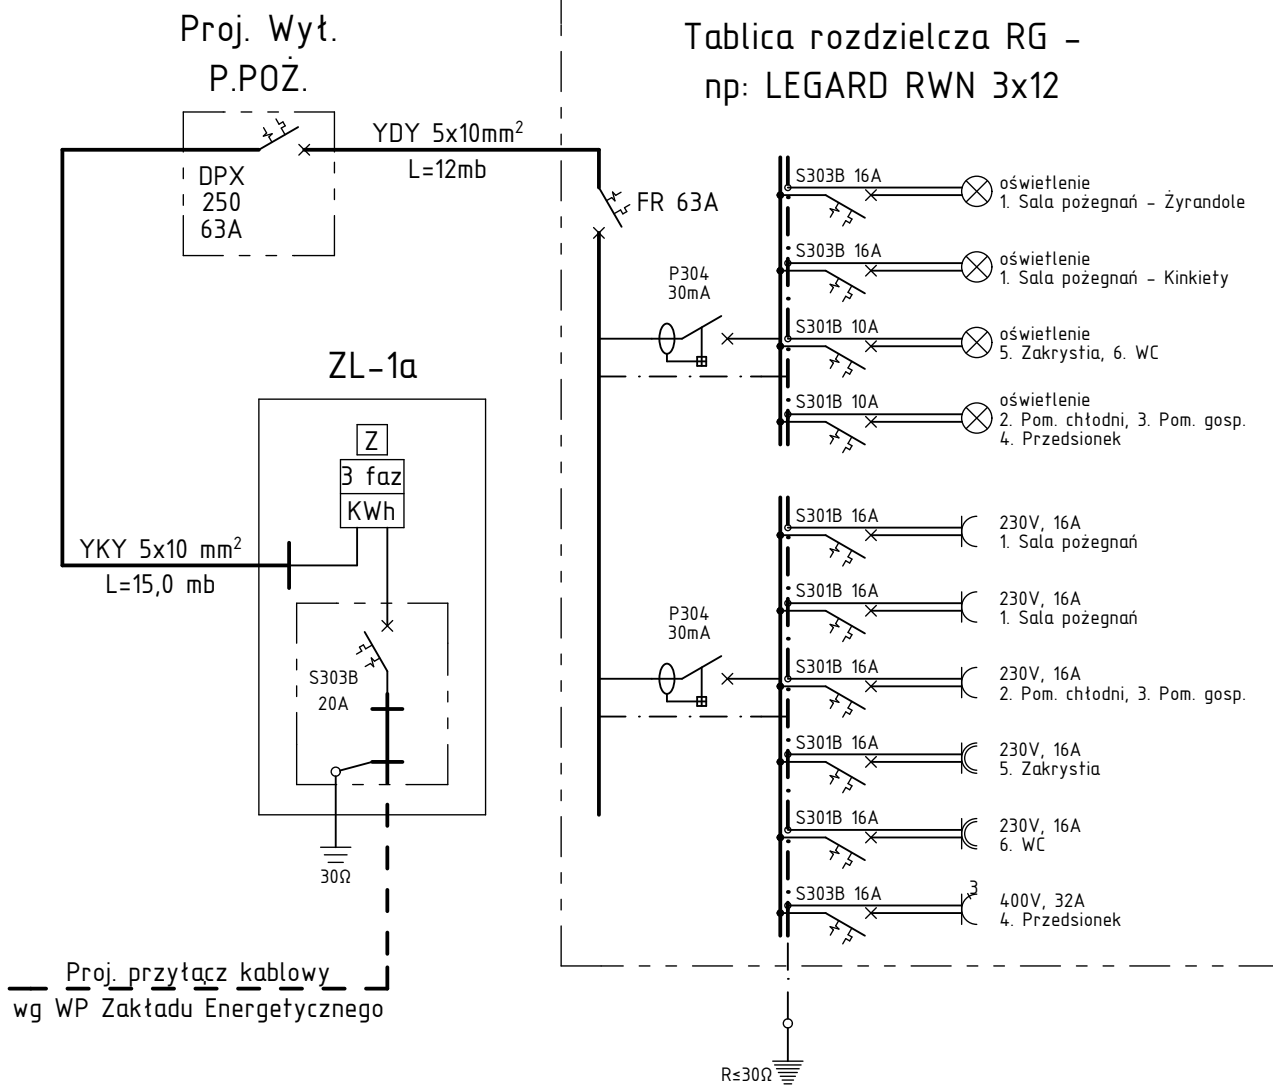 Proj. Wył.
P.POŻ.
DPX
250
63A
YDY 5x10mm²
L=12mb
Tablica rozdzielcza RG -
np: LEGARD RWN 3x12
FR 63A
ZL-1a
Z
3 faz
KWh
YKY 5x10 mm²
L=15,0 mb
S303B
20A
30Ω
Proj. przyłącz kablowy
wg WP Zakładu Energetycznego
P304
30mA
S303B 16A
oświetlenie
1. Sala pożegnań - Żyrandole
S303B 16A
oświetlenie
1. Sala pożegnań - Kinkiety
S301B 10A
oświetlenie
5. Zakrystia, 6. WC
S301B 10A
oświetlenie
2. Pom. chłodni, 3. Pom. gosp.
4. Przedsionek
P304
30mA
S301B 16A
230V, 16A
1. Sala pożegnań
S301B 16A
230V, 16A
1. Sala pożegnań
S301B 16A
230V, 16A
2. Pom. chłodni, 3. Pom. gosp.
S301B 16A
230V, 16A
5. Zakrystia
S301B 16A
230V, 16A
6. WC
S303B 16A
3
400V, 32A
4. Przedsionek
R≤30Ω